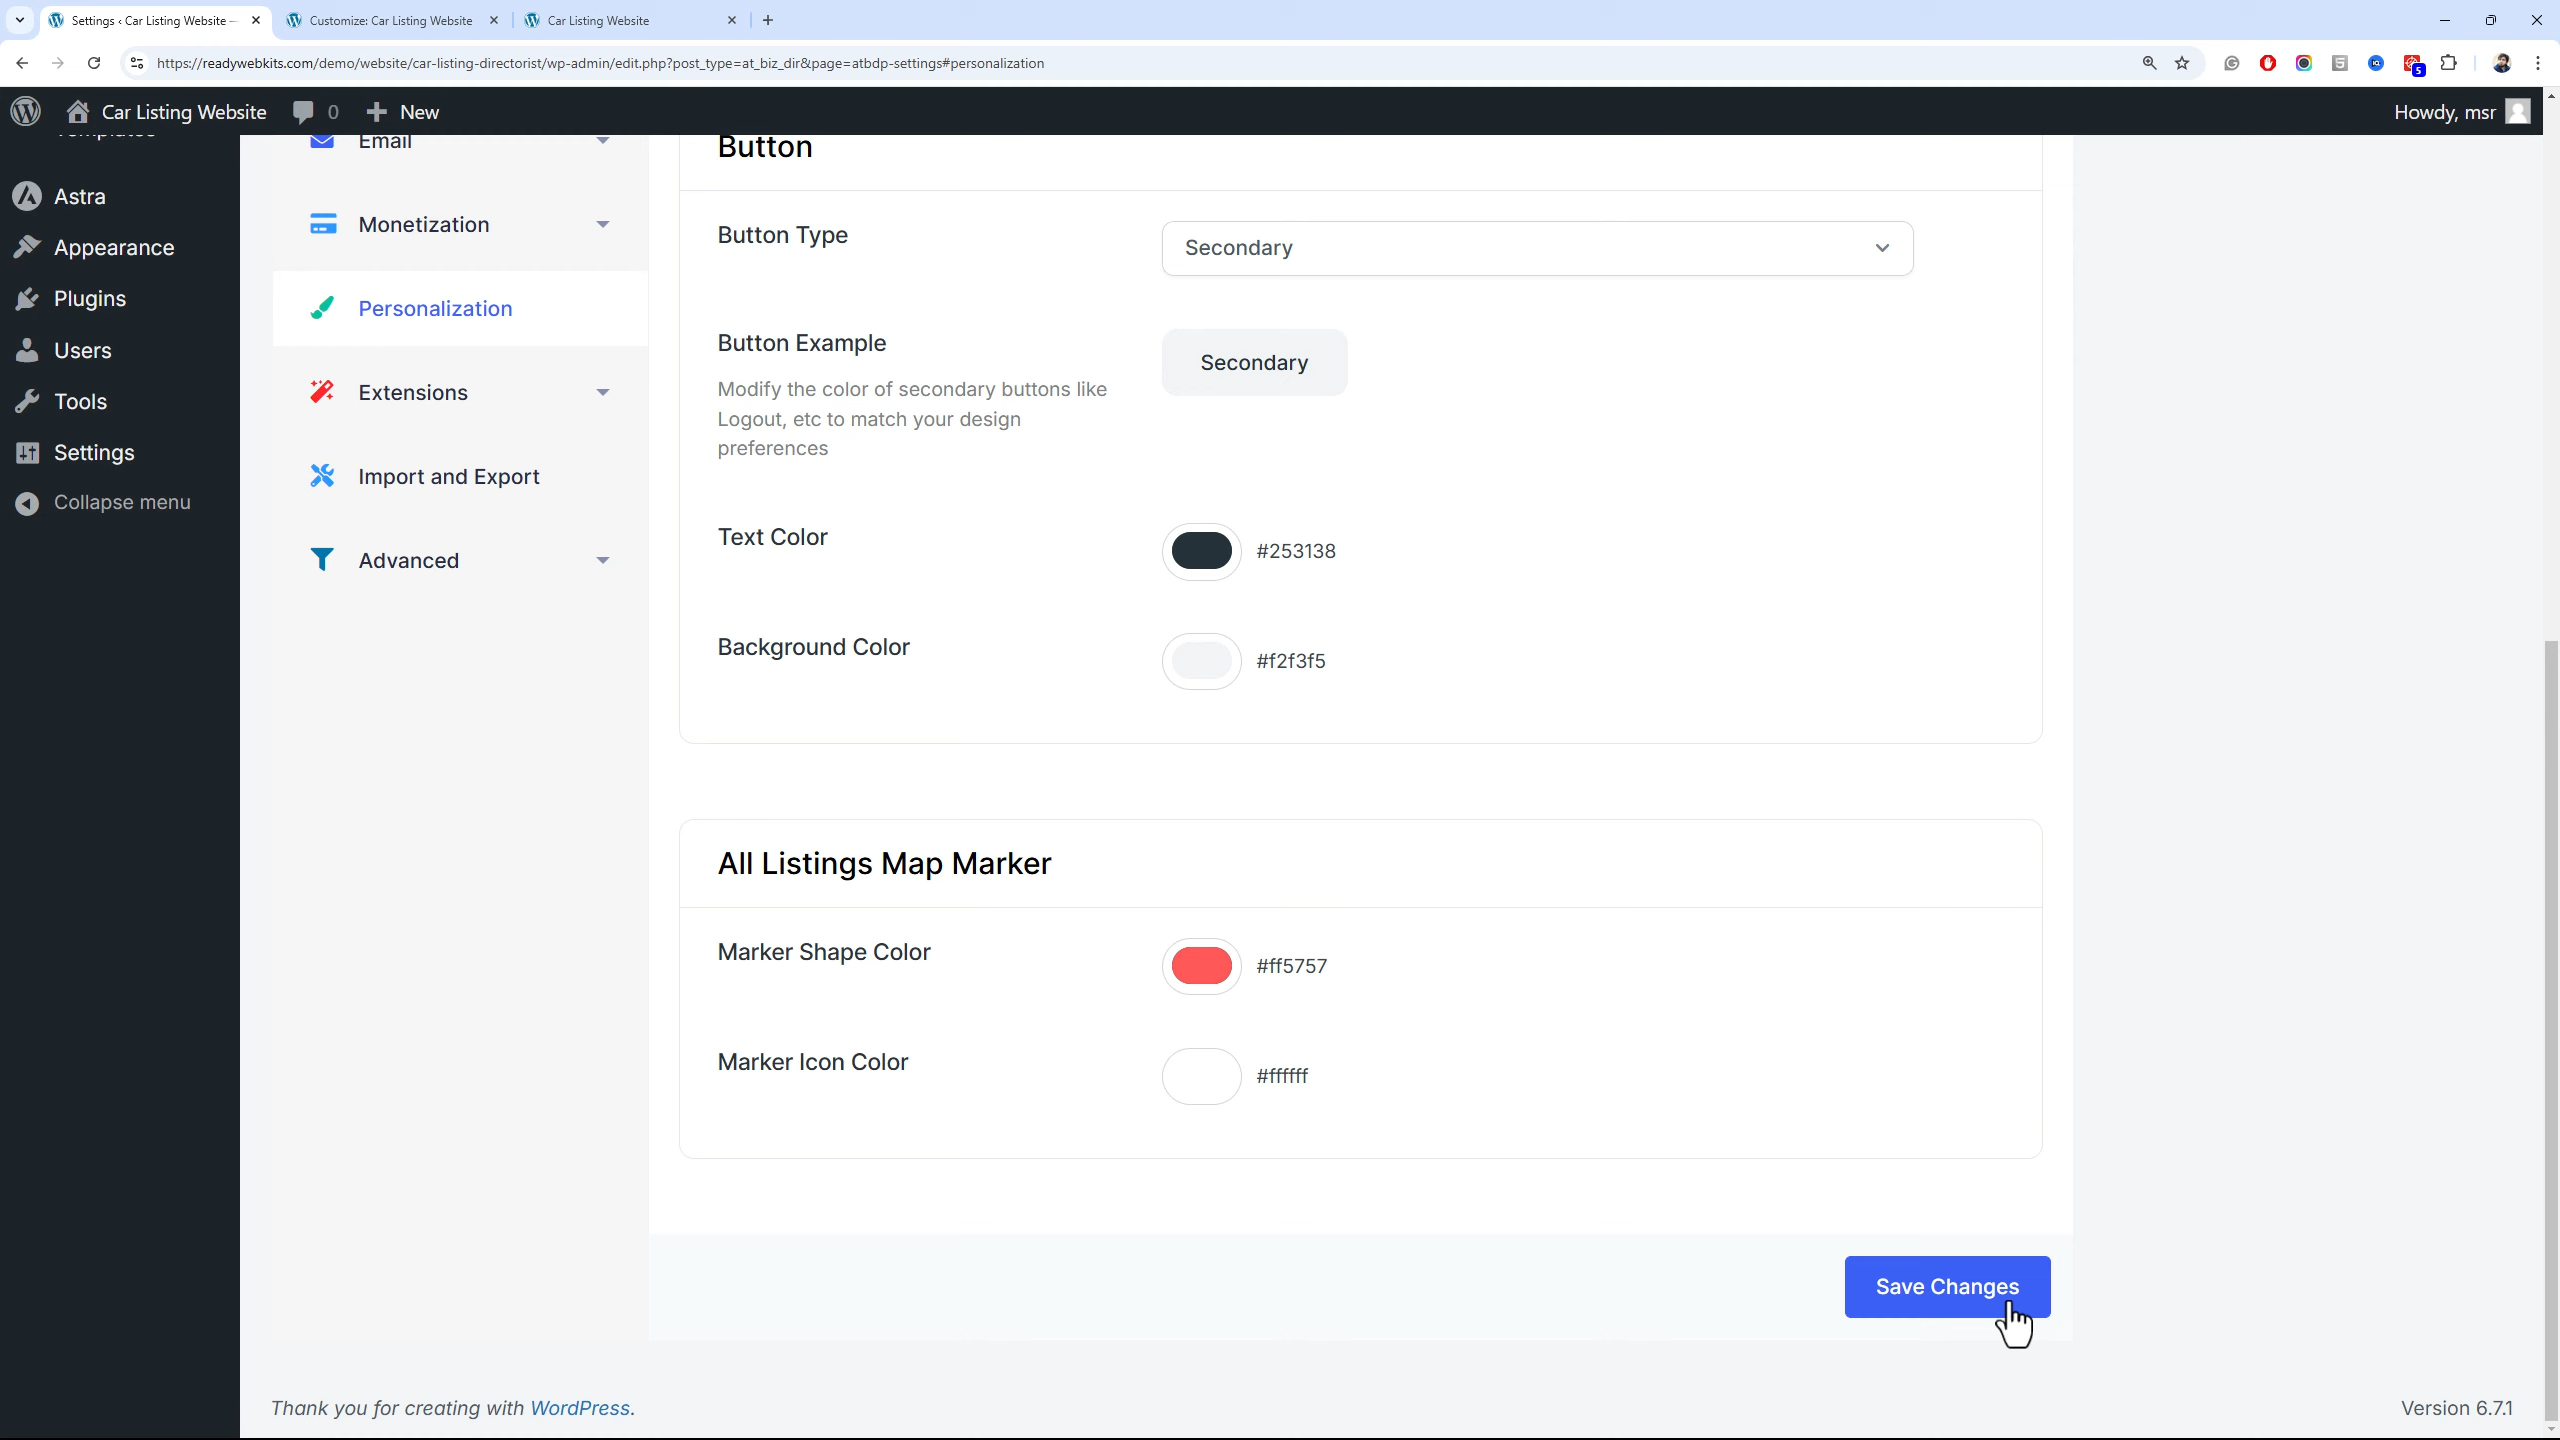 Settings ‹ Car Listing Website —
Customize: Car Listing Website
Car Listing Website
https://readywebkits.com/demo/website/car-listing-directorist/wp-admin/edit.php?post_type=at_biz_dir&page=atbdp-settings#personalization
5
Car Listing Website
0
New
Howdy, msr
Templates
Astra
Appearance
Plugins
Users
Tools
Settings
Collapse menu
Email
Monetization
Personalization
Extensions
Import and Export
Advanced
Button
Button Type
Secondary
Button Example
Secondary
Modify the color of secondary buttons like
Logout, etc to match your design
preferences
Text Color
#253138
Background Color
#f2f3f5
All Listings Map Marker
Marker Shape Color
#ff5757
Marker Icon Color
#ffffff
Save Changes
Thank you for creating with WordPress.
Version 6.7.1